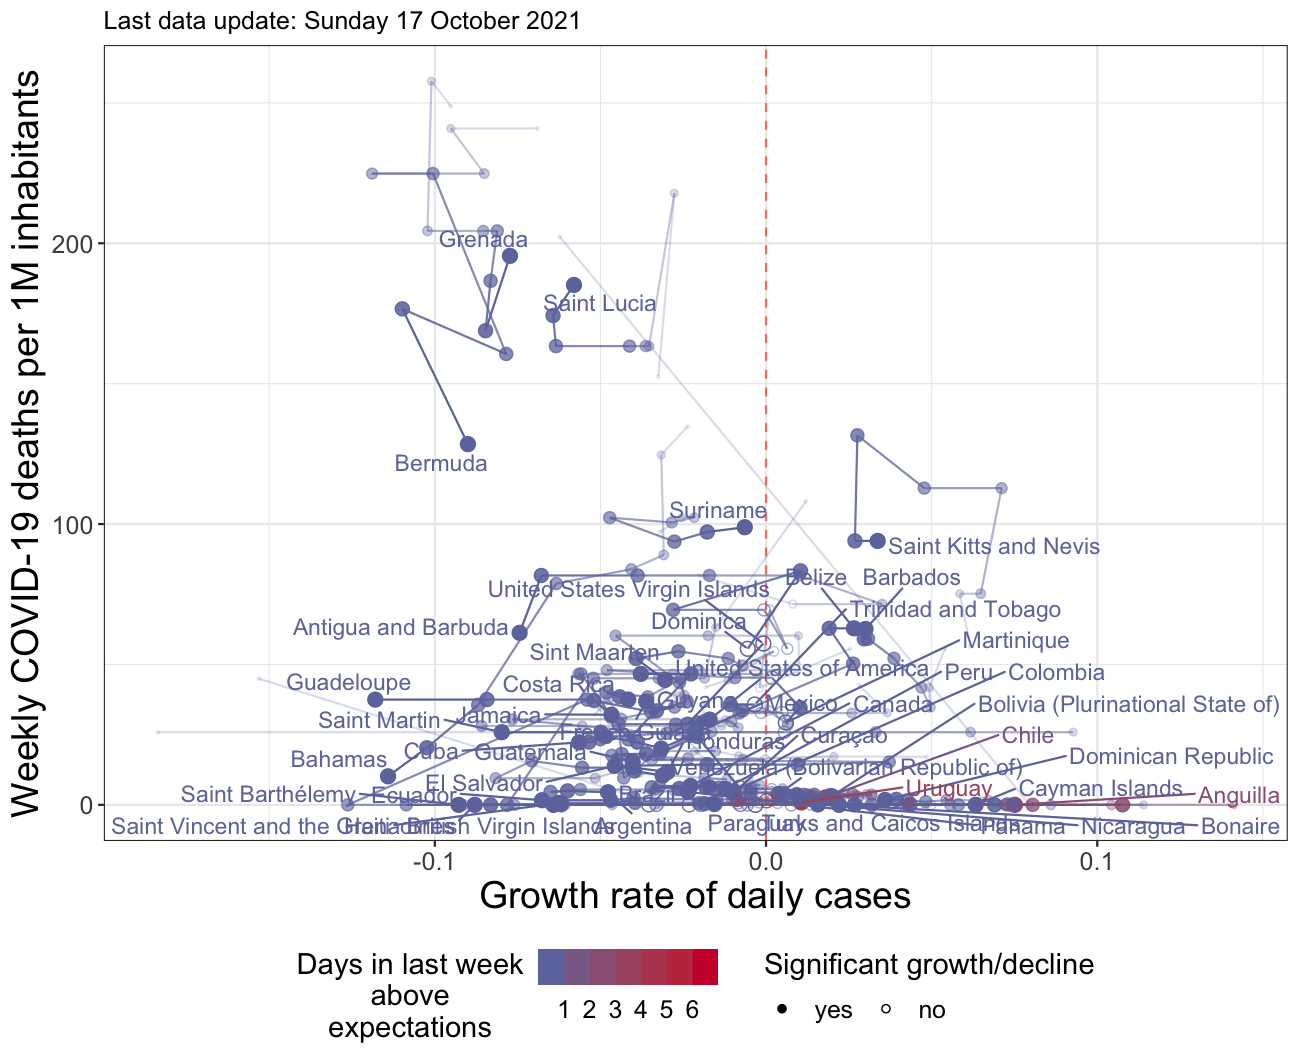 Last data update: Sunday 17 October 2021
Weekly COVID-19 deaths per 1M inhabitants
200
100
0
Grenada
Saint Lucia
Bermuda
Suriname
Saint Kitts and Nevis
United States Virgin Islands
Belize
Barbados
Dominica
Trinidad and Tobago
Antigua and Barbuda
Martinique
Sint Maarten
United States of America
Peru
Colombia
Guadeloupe
Costa Rica
Guyana
Mexico
Canada
Bolivia (Plurinational State of)
Saint Martin
Jamaica
French Guiana
Curaçao
Chile
Honduras
Bahamas
Cuba
Guatemala
Dominican Republic
Venezuela (Bolivarian Republic of)
El Salvador
Uruguay
Cayman Islands
Saint Barthélemy
Ecuador
Brazil
Anguilla
Saint Vincent and the Grenadines
Haiti
British Virgin Islands
Argentina
Paraguay
Turks and Caicos Islands
Panama
Nicaragua
Bonaire
-0.1
0.0
0.1
Growth rate of daily cases
Days in last week
above
expectations
1 2 3 4 5 6
Significant growth/decline
yes
no